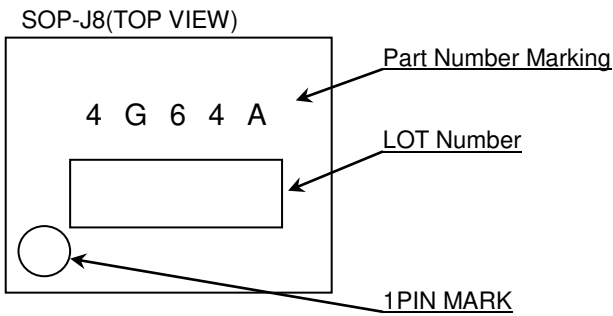 SOP-J8(TOP VIEW)
Part Number Marking
4 G 6 4 A
LOT Number
1PIN MARK